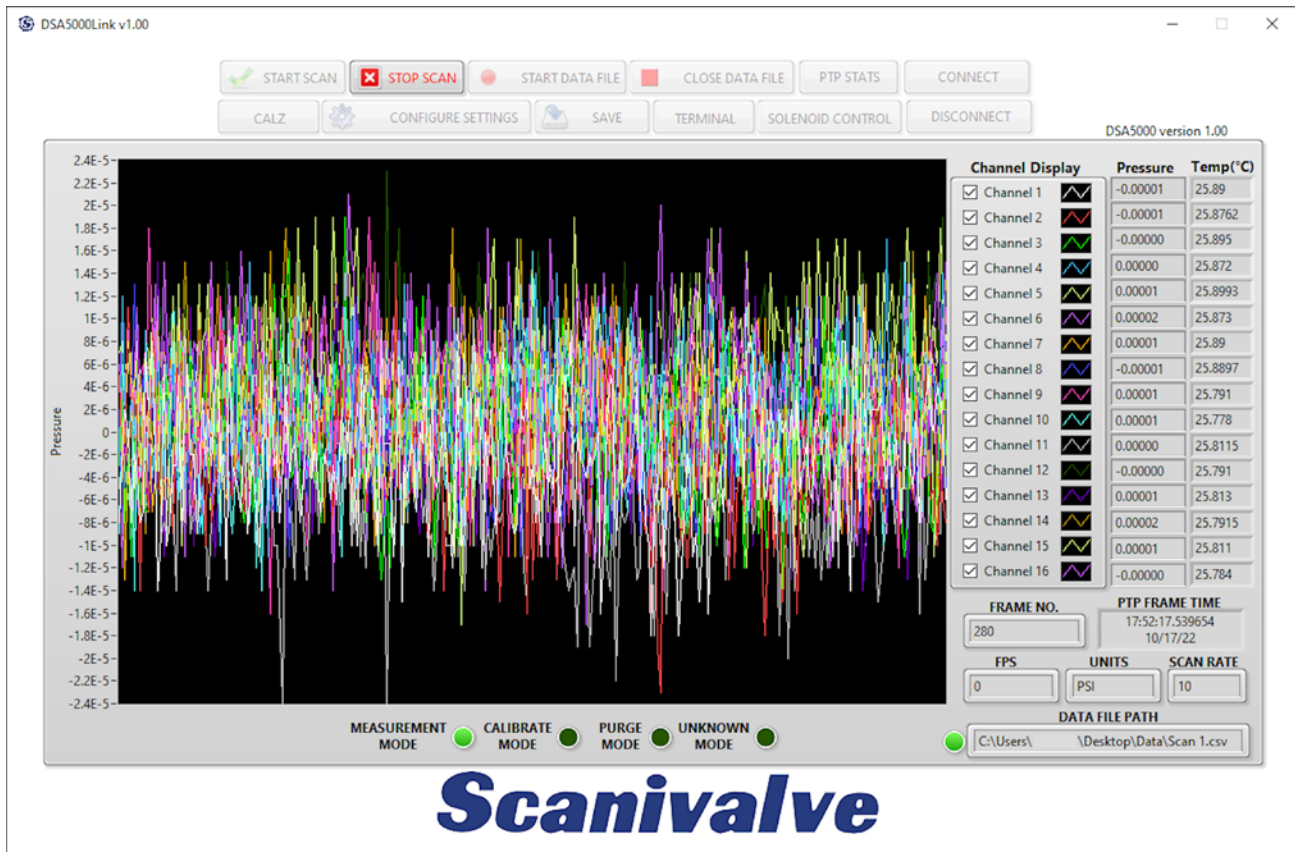 DSA5000Link v1.00
START SCAN STOP SCAN START DATA FILE CLOSE DATA FILE PTP STATS CONNECT
CALZ CONFIGURE SETTINGS SAVE TERMINAL SOLENOID CONTROL DISCONNECT
DSA5000 version 1.00
Channel Display Pressure Temp(°C)
Channel 1 -0.00001 25.89
Channel 2 -0.00001 25.8762
Channel 3 -0.00000 25.895
Channel 4 0.00000 25.872
Channel 5 0.00001 25.8993
Channel 6 0.00002 25.873
Channel 7 0.00001 25.89
Channel 8 -0.00001 25.8897
Channel 9 0.00001 25.791
Channel 10 0.00001 25.778
Channel 11 0.00000 25.8115
Channel 12 -0.00000 25.791
Channel 13 0.00001 25.813
Channel 14 0.00002 25.7915
Channel 15 0.00001 25.811
Channel 16 -0.00000 25.784
2.4E-5
2.2E-5
2E-5
1.8E-5
1.6E-5
1.4E-5
1.2E-5
1E-5
8E-6
6E-6
4E-6
2E-6
0
-2E-6
-4E-6
6E-6
-8E-6
-1E-5
-1.2E-5
-1.4E-5
-1.6E-5
-1.8E-5
-2E-5
-2.2E-5
-2.4E-5
Pressure
FRAME NO.
280
PTP FRAME TIME
17:52:17.539654
10/17/22
FPS UNITS SCAN RATE
0 PSI 10
DATA FILE PATH
C:\Users\ \Desktop\Data\Scan 1.csv
MEASUREMENT MODE
CALIBRATE MODE
PURGE MODE
UNKNOWN MODE
Scanivalve